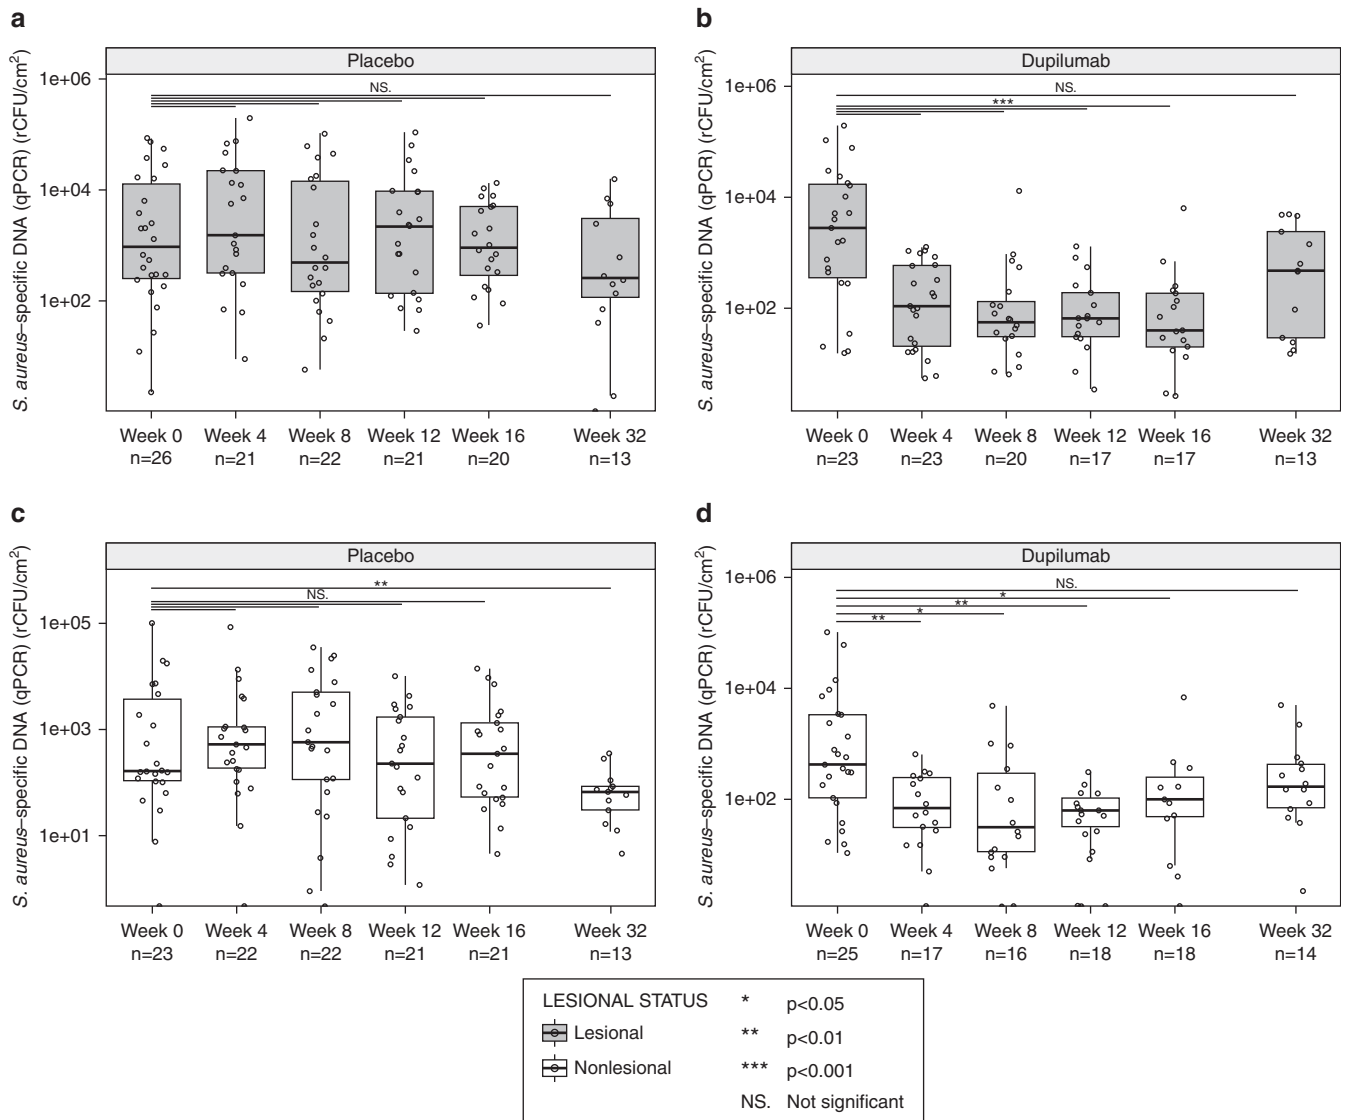 a
Placebo
S. aureus–specific DNA (qPCR) (rCFU/cm²)
1e+06
1e+04
1e+02
NS.
Week 0 Week 4 Week 8 Week 12 Week 16 Week 32
n=26 n=21 n=22 n=21 n=20 n=13
b
Dupilumab
S. aureus–specific DNA (qPCR) (rCFU/cm²)
1e+06
1e+04
1e+02
NS.
***
Week 0 Week 4 Week 8 Week 12 Week 16 Week 32
n=23 n=23 n=20 n=17 n=17 n=13
c
Placebo
S. aureus–specific DNA (qPCR) (rCFU/cm²)
1e+05
1e+03
1e+01
**
NS.
Week 0 Week 4 Week 8 Week 12 Week 16 Week 32
n=23 n=22 n=22 n=21 n=21 n=13
d
Dupilumab
S. aureus–specific DNA (qPCR) (rCFU/cm²)
1e+06
1e+04
1e+02
NS.
*
**
*
**
Week 0 Week 4 Week 8 Week 12 Week 16 Week 32
n=25 n=17 n=16 n=18 n=18 n=14
LESIONAL STATUS
Lesional
Nonlesional
* p<0.05
** p<0.01
*** p<0.001
NS. Not significant